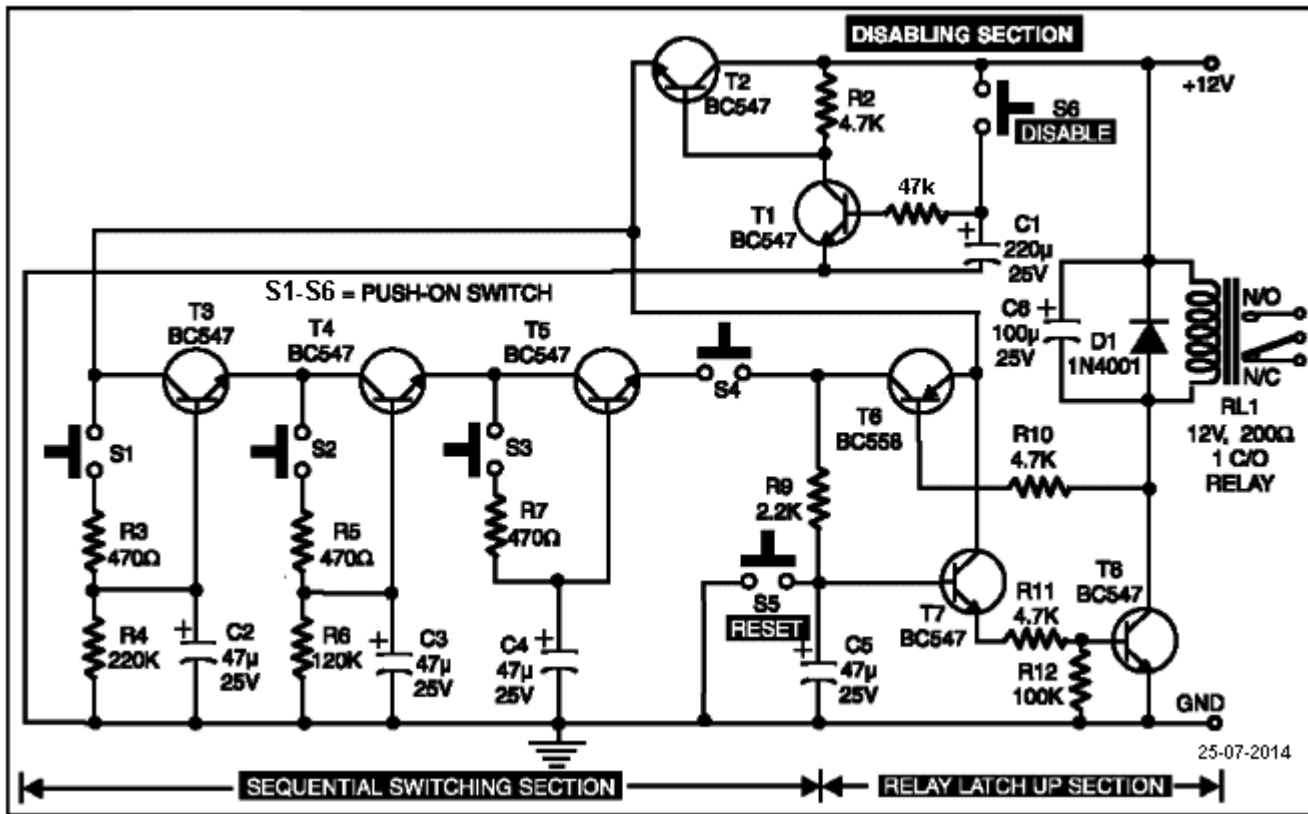 DISABLING SECTION
+12V
T2
BC547
R2
4.7K
S6
DISABLE
47k
T1
BC547
+
C1
220µ
25V
S1-S6 = PUSH-ON SWITCH
T3
BC547
T4
BC547
T5
BC547
S4
T6
BC558
C6 +
100µ
25V
D1
1N4001
N/O
N/C
RL1
12V, 200Ω
1 C/O
RELAY
S1
S2
S3
R3
470Ω
R5
470Ω
R7
470Ω
R9
2.2K
R10
4.7K
R4
220K
+
C2
47µ
25V
R6
120K
+
C3
47µ
25V
C4 +
47µ
25V
S5
RESET
+
C5
47µ
25V
T7
BC547
R11
4.7K
R12
100K
T8
BC547
GND
25-07-2014
SEQUENTIAL SWITCHING SECTION
RELAY LATCH UP SECTION